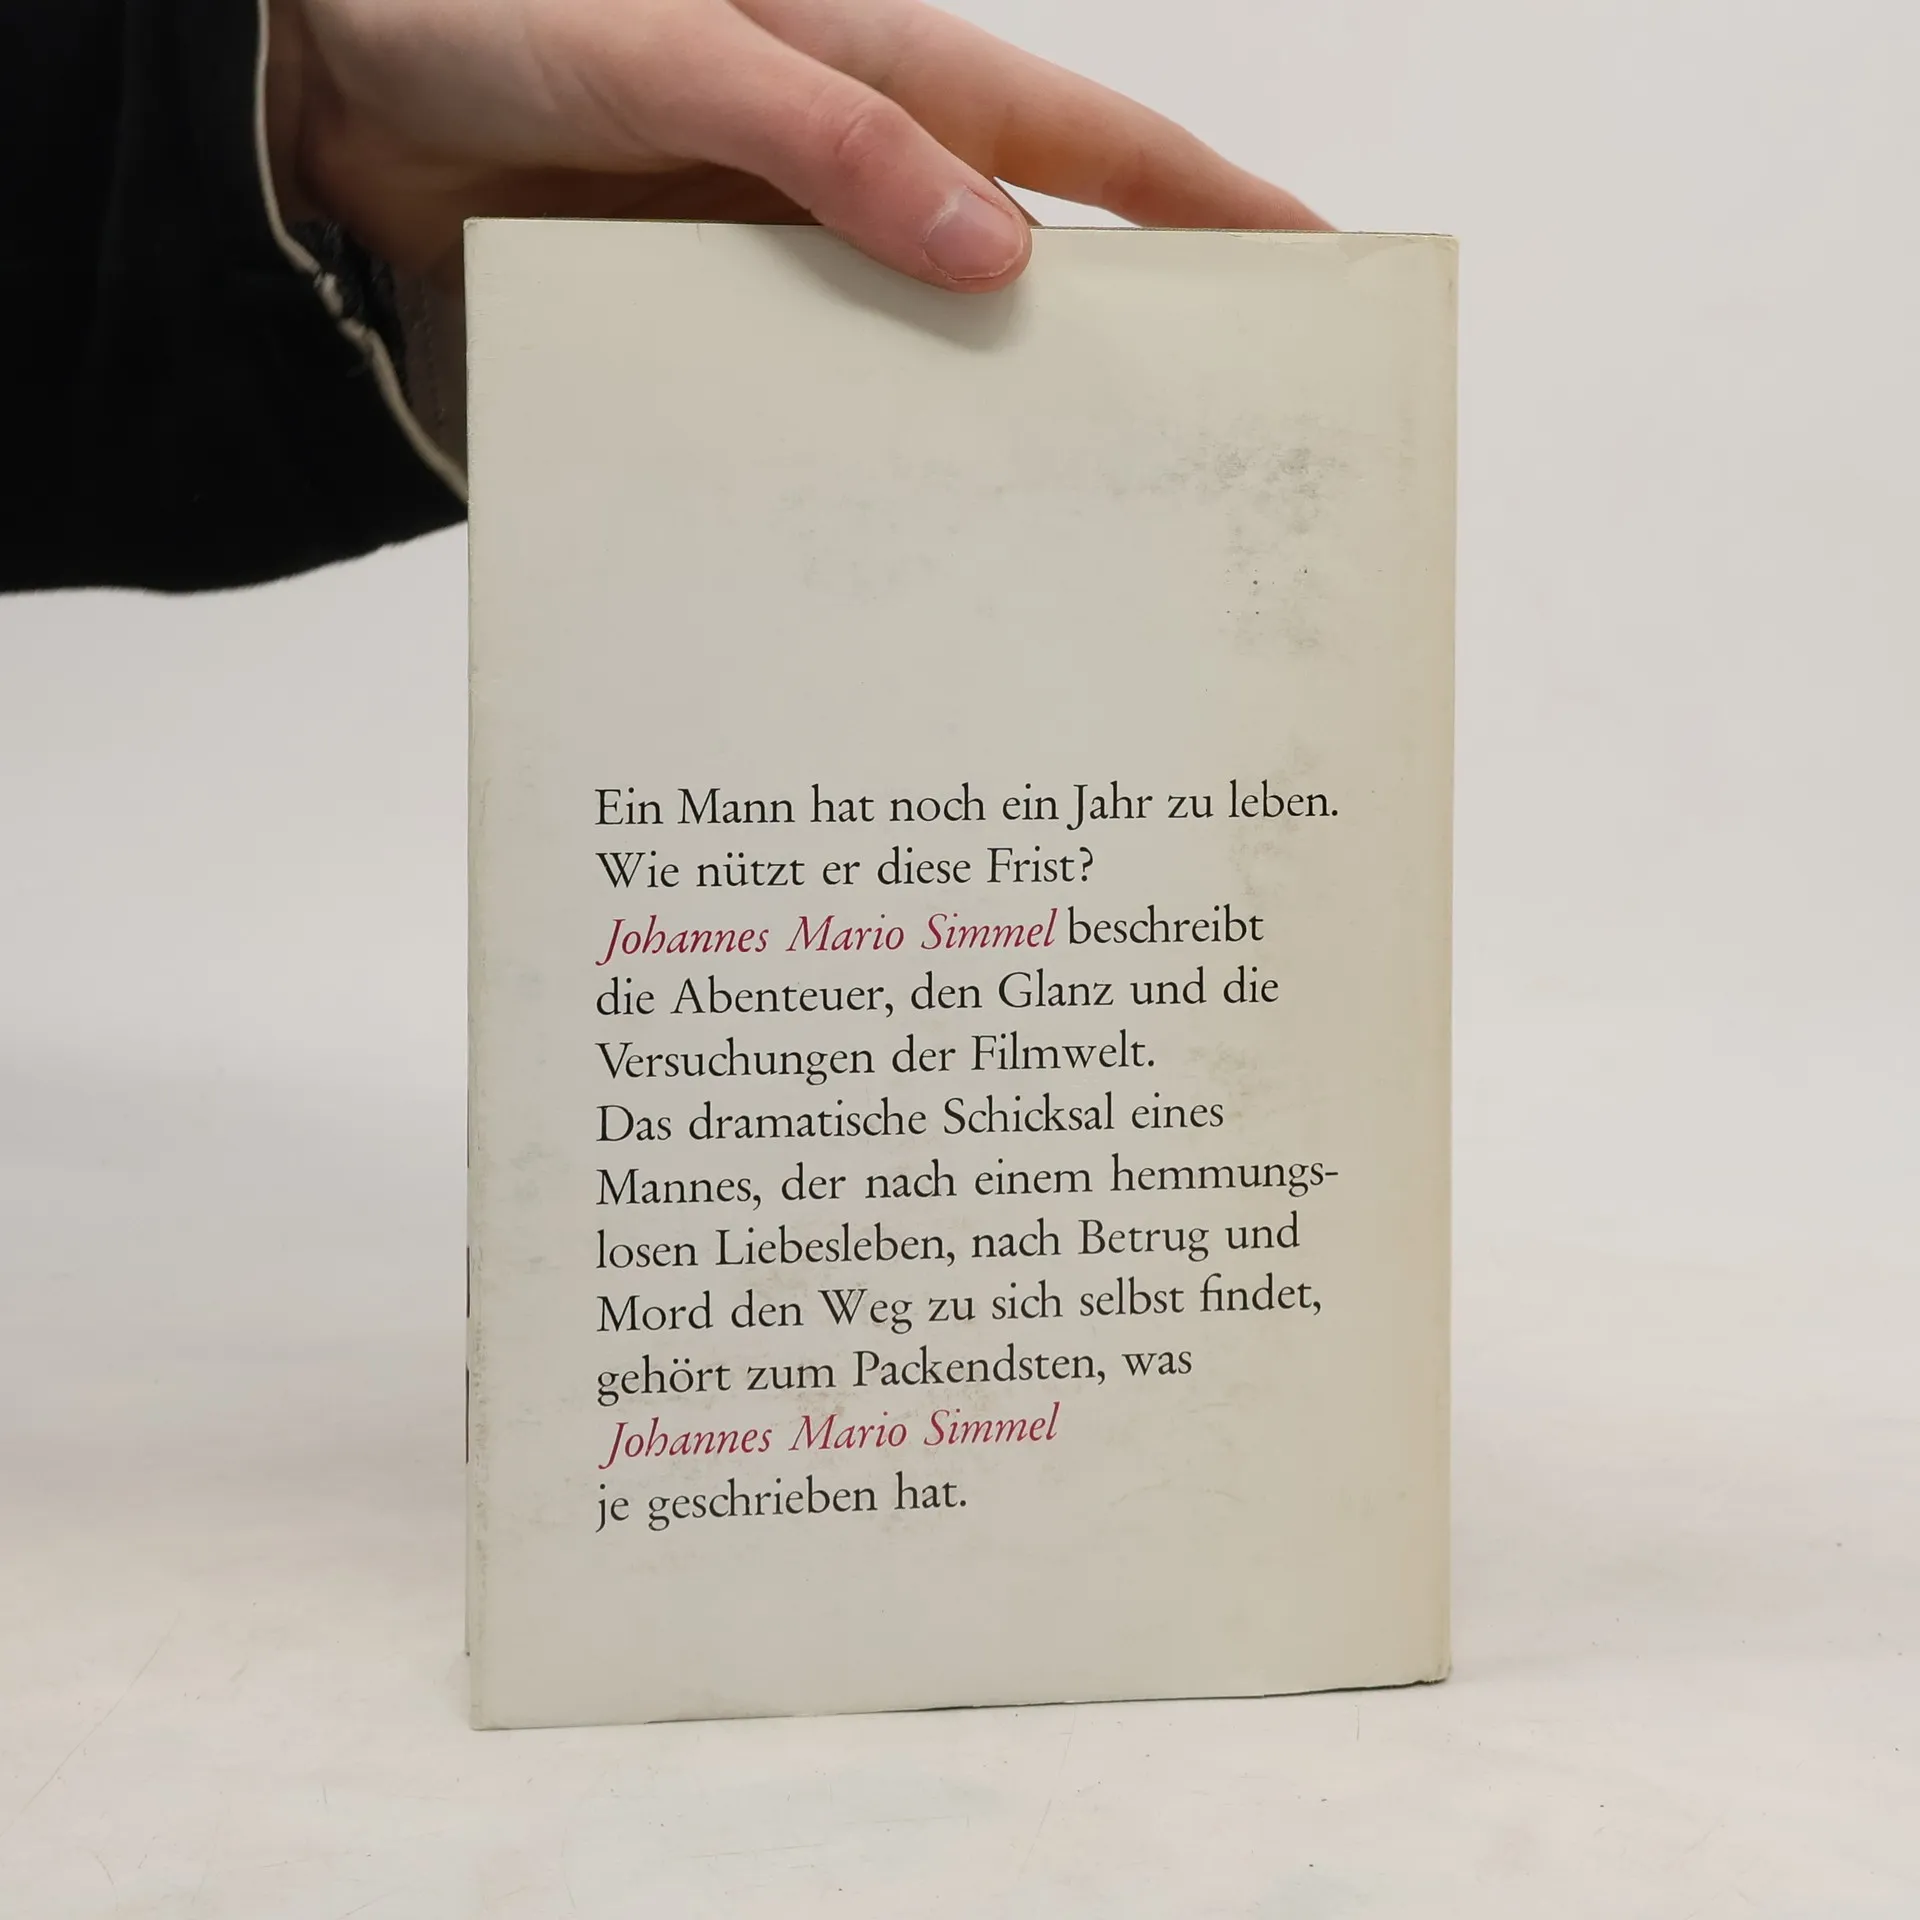 Ein Mann hat noch ein Jahr zu leben.
Wie nützt er diese Frist?
Johannes Mario Simmel beschreibt
die Abenteuer, den Glanz und die
Versuchungen der Filmwelt.
Das dramatische Schicksal eines
Mannes, der nach einem hemmungs-
losen Liebesleben, nach Betrug und
Mord den Weg zu sich selbst findet,
gehört zum Packendsten, was
Johannes Mario Simmel
je geschrieben hat.